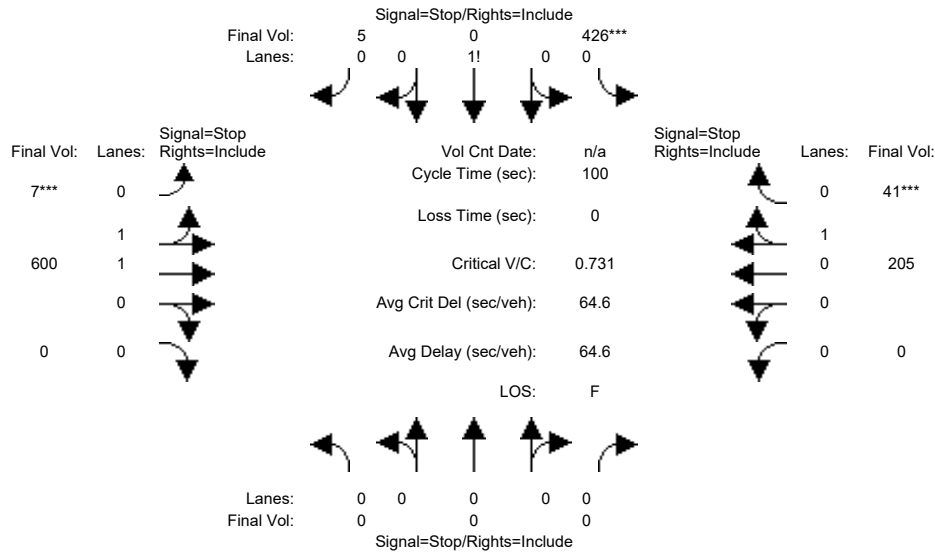 Signal=Stop/Rights=Include
Final Vol: 5 0 426***
Lanes: 0 0 1! 0 0
Signal=Stop
Final Vol: Lanes: Rights=Include
Vol Cnt Date: n/a
Signal=Stop
Rights=Include Lanes: Final Vol:
Cycle Time (sec): 100
7*** 0
0 41***
Loss Time (sec): 0
1
1
600 1
Critical V/C: 0.731
0 205
0
Avg Crit Del (sec/veh): 64.6
0
0 0
Avg Delay (sec/veh): 64.6
0 0
LOS: F
Lanes: 0 0 0 0 0
Final Vol: 0 0 0
Signal=Stop/Rights=Include